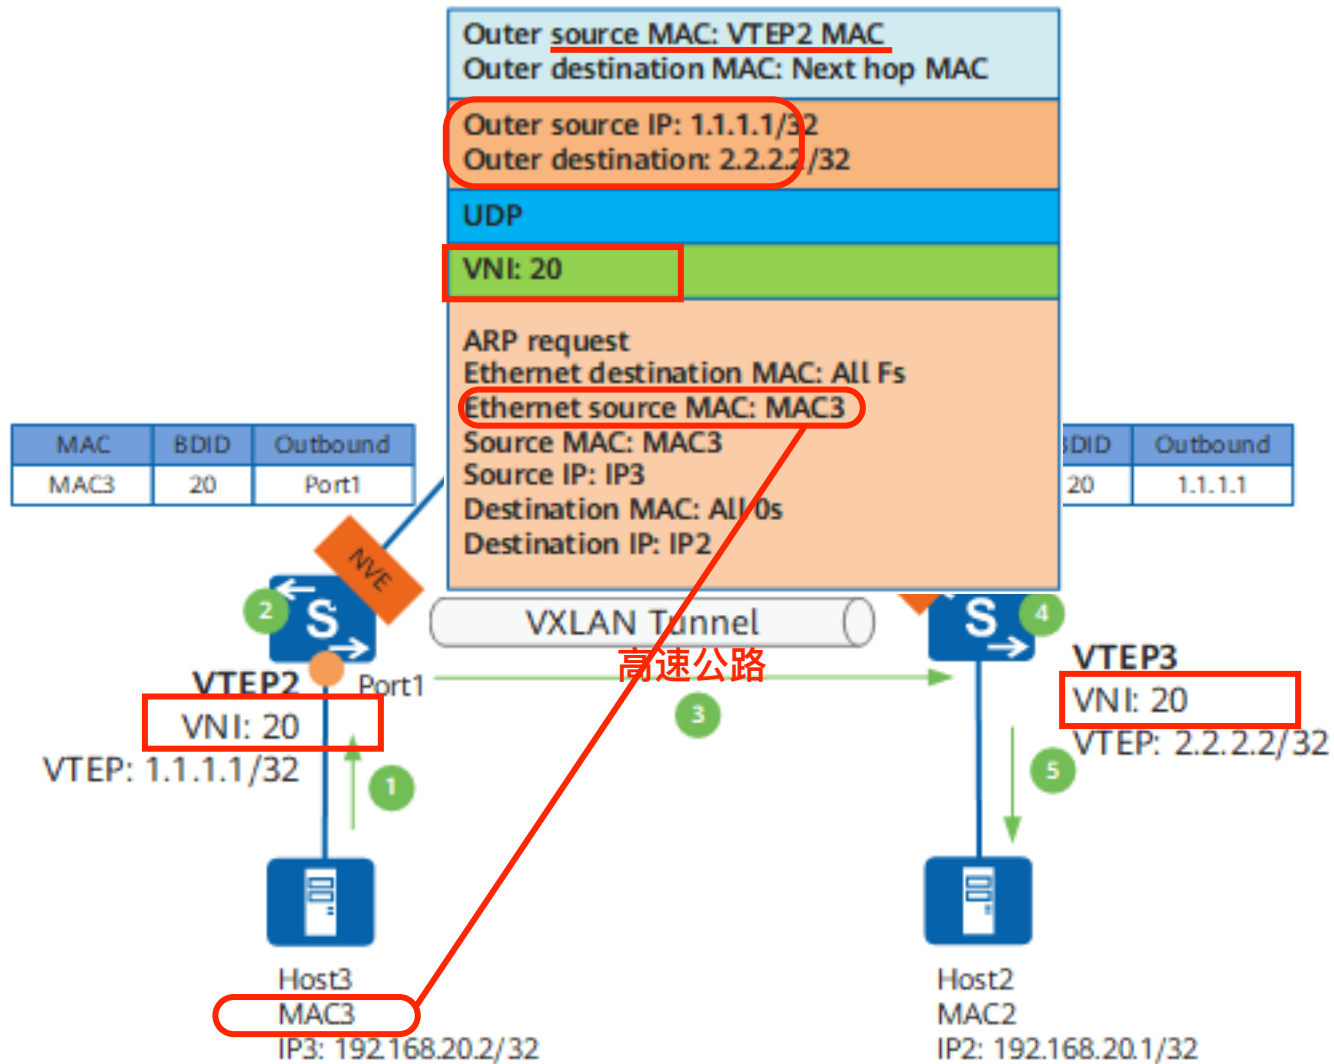 Outer source MAC: VTEP2 MAC
Outer destination MAC: Next hop MAC
Outer source IP: 1.1.1.1/32
Outer destination: 2.2.2.2/32
UDP
VNI: 20
ARP request
Ethernet destination MAC: All Fs
Ethernet source MAC: MAC3
Source MAC: MAC3
Source IP: IP3
Destination MAC: All 0s
Destination IP: IP2
MAC BDID Outbound
MAC3 20 Port1
BDID Outbound
20 1.1.1.1
NVE
2
S
VXLAN Tunnel
高速公路
S
4
VTEP2
Port1
VNI: 20
VTEP: 1.1.1.1/32
3
VTEP3
VNI: 20
VTEP: 2.2.2.2/32
1
5
Host3
MAC3
IP3: 192.168.20.2/32
Host2
MAC2
IP2: 192.168.20.1/32